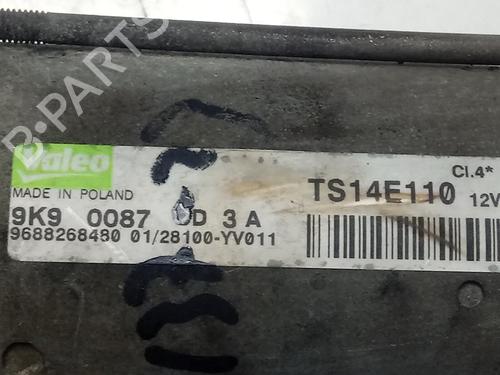 B-PARTS
Valeo
MADE IN POLAND
Cl.4*
TS14E110 12V
9K9 0087 D 3 A
9688268480 01/28100-YV011